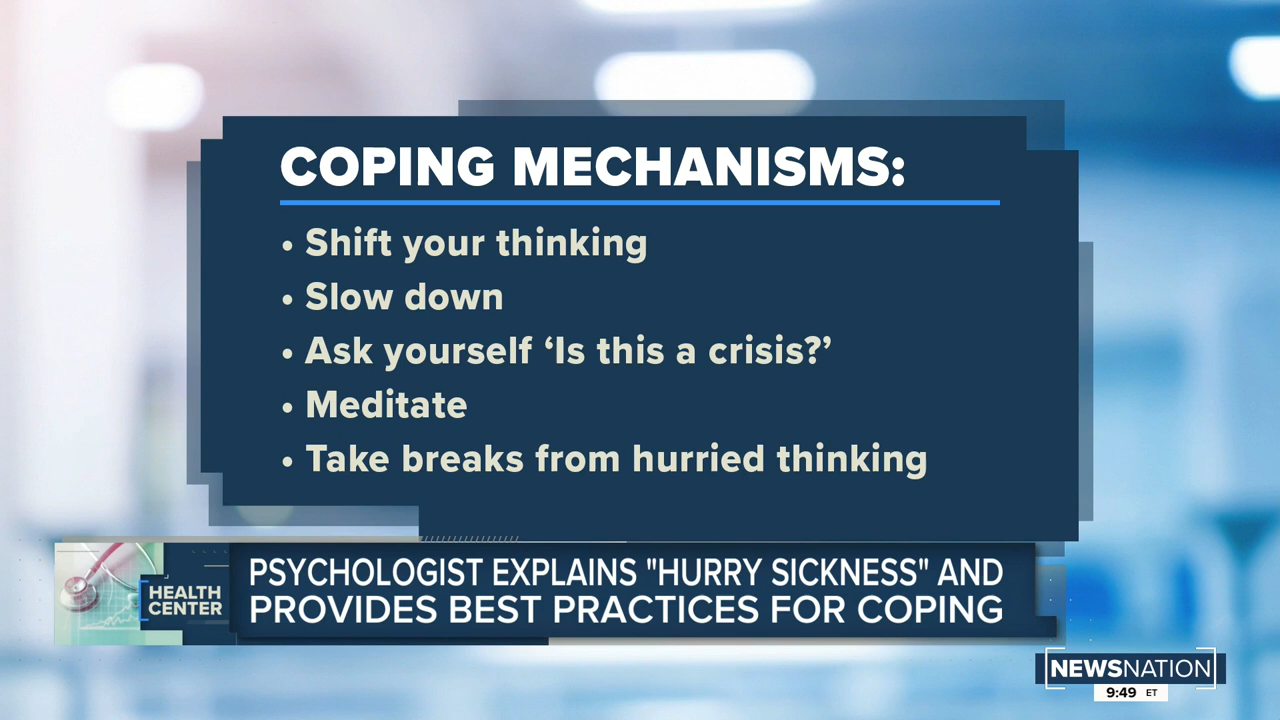 COPING MECHANISMS:
• Shift your thinking
• Slow down
• Ask yourself ‘Is this a crisis?’
• Meditate
• Take breaks from hurried thinking
HEALTH
CENTER
PSYCHOLOGIST EXPLAINS "HURRY SICKNESS" AND
PROVIDES BEST PRACTICES FOR COPING
NEWSNATION
9:49 ET